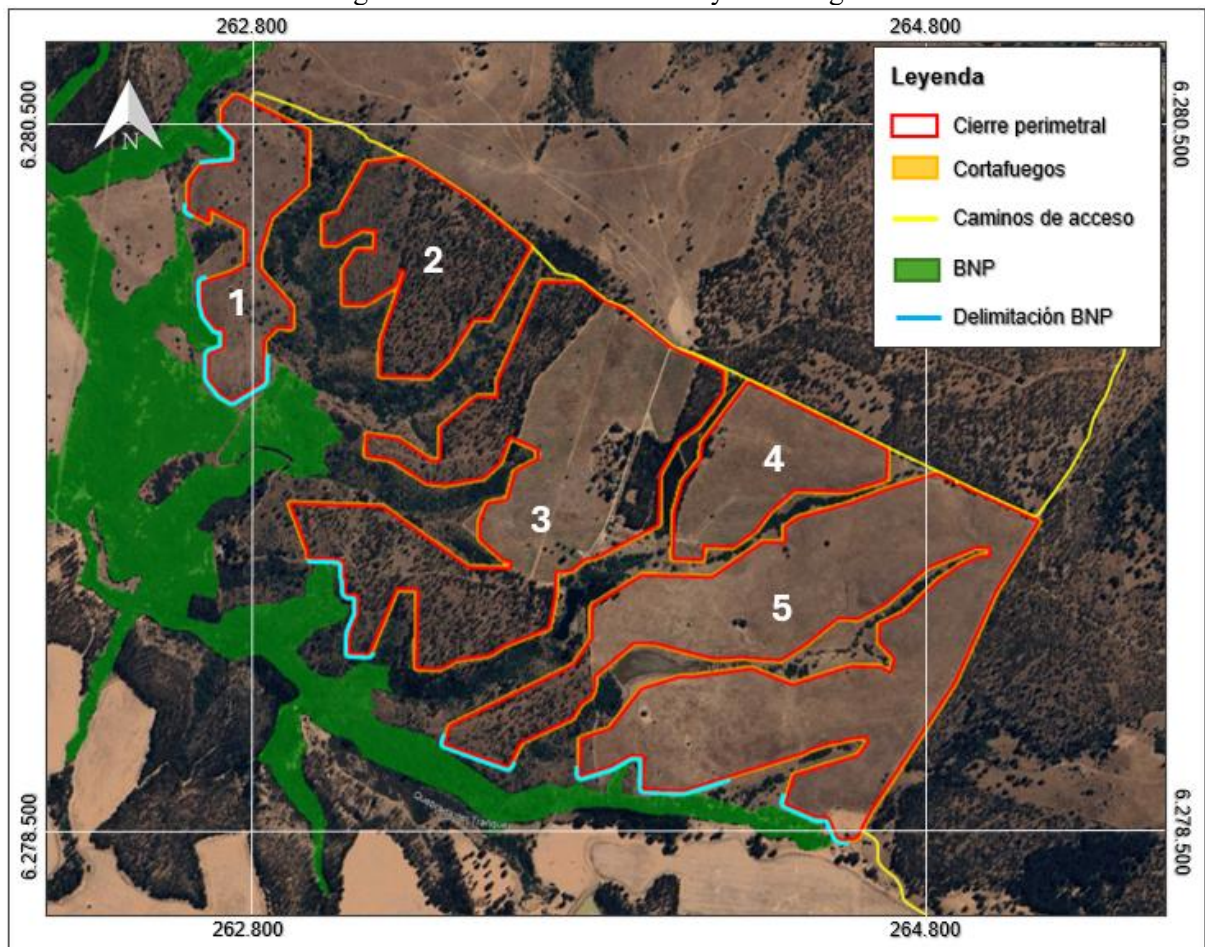 262.800
264.800
6.280.500
6.280.500
N
Leyenda
Cierre perimetral
Cortafuegos
Caminos de acceso
BNP
Delimitación BNP
1
2
3
4
5
6.278.500
6.278.500
262.800
264.800